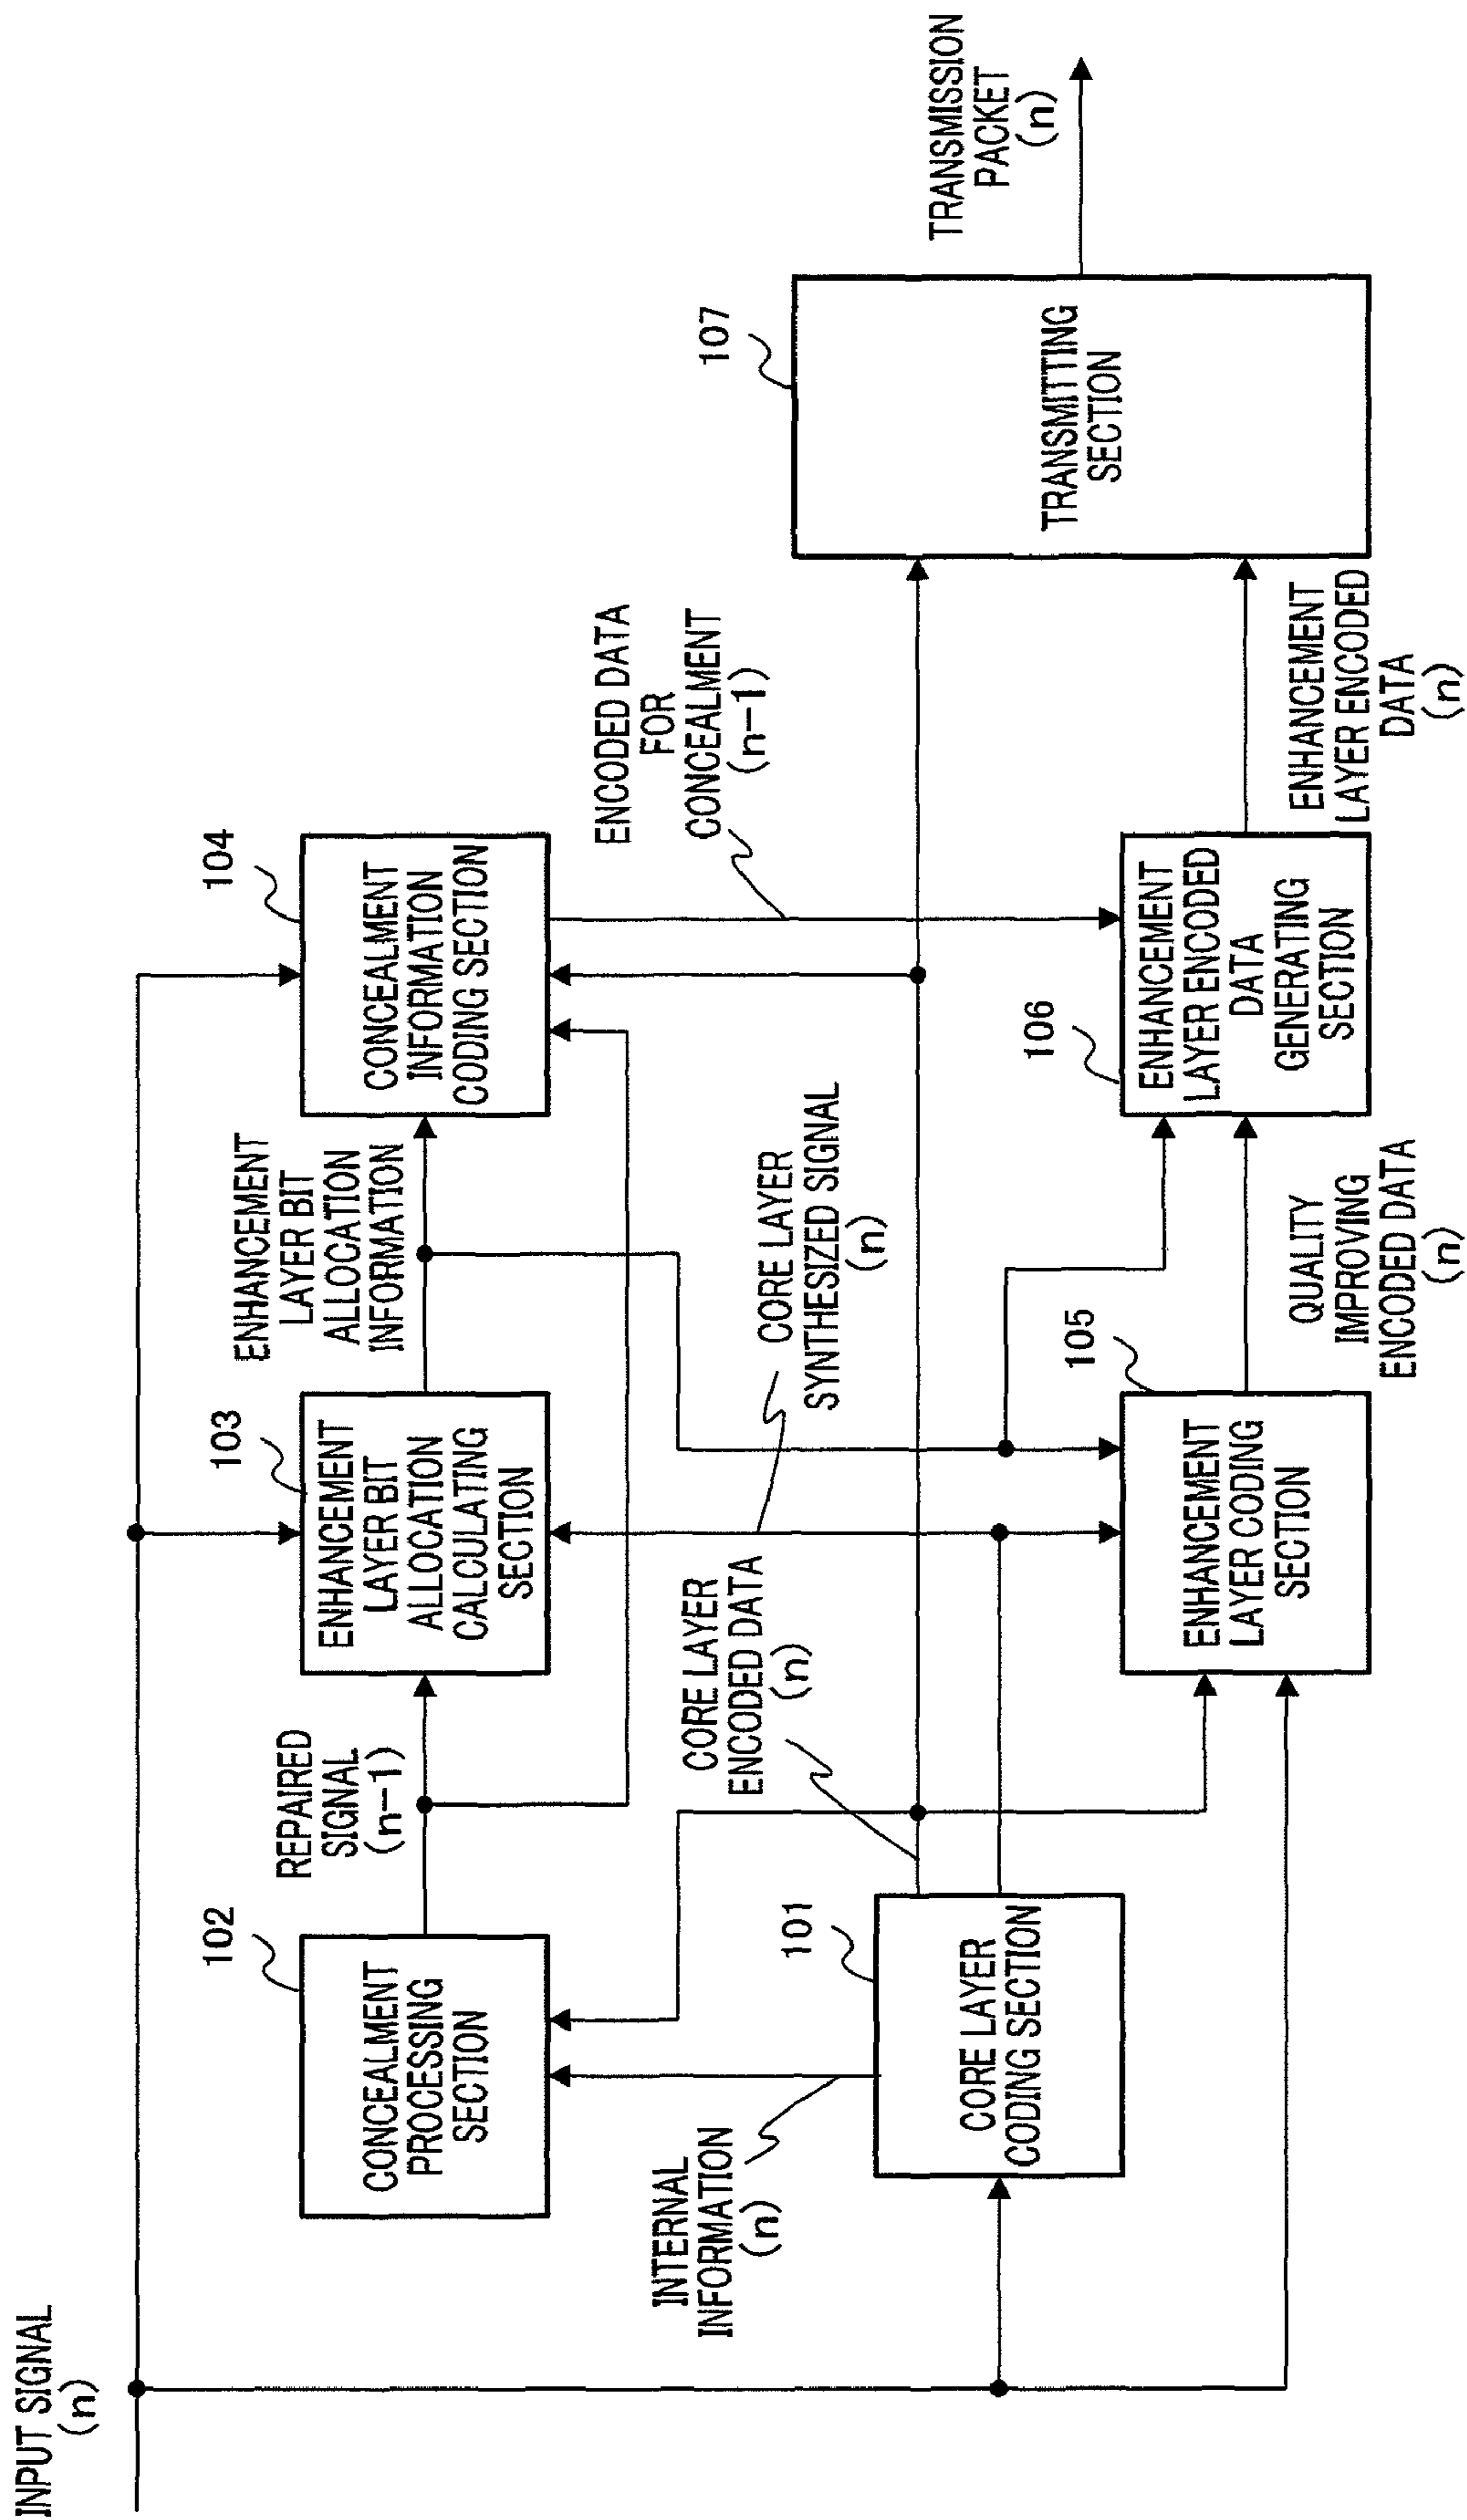 INPUT SIGNAL
(n)
102
CONCEALMENT
PROCESSING
SECTION
REPAIRED
SIGNAL
(n-1)
103
ENHANCEMENT
LAYER BIT
ALLOCATION
CALCULATING
SECTION
ENHANCEMENT
LAYER BIT
ALLOCATION
INFORMATION
104
CONCEALMENT
INFORMATION
CODING SECTION
ENCODED DATA
FOR
CONCEALMENT
(n-1)
INTERNAL
INFORMATION
(n)
101
CORE LAYER
CODING SECTION
CORE LAYER
ENCODED DATA
(n)
CORE LAYER
SYNTHESIZED SIGNAL
(n)
105
ENHANCEMENT
LAYER CODING
SECTION
QUALITY
IMPROVING
ENCODED DATA
(n)
106
ENHANCEMENT
LAYER ENCODED
DATA
GENERATING
SECTION
ENHANCEMENT
LAYER ENCODED
DATA
(n)
107
TRANSMITTING
SECTION
TRANSMISSION
PACKET
(n)